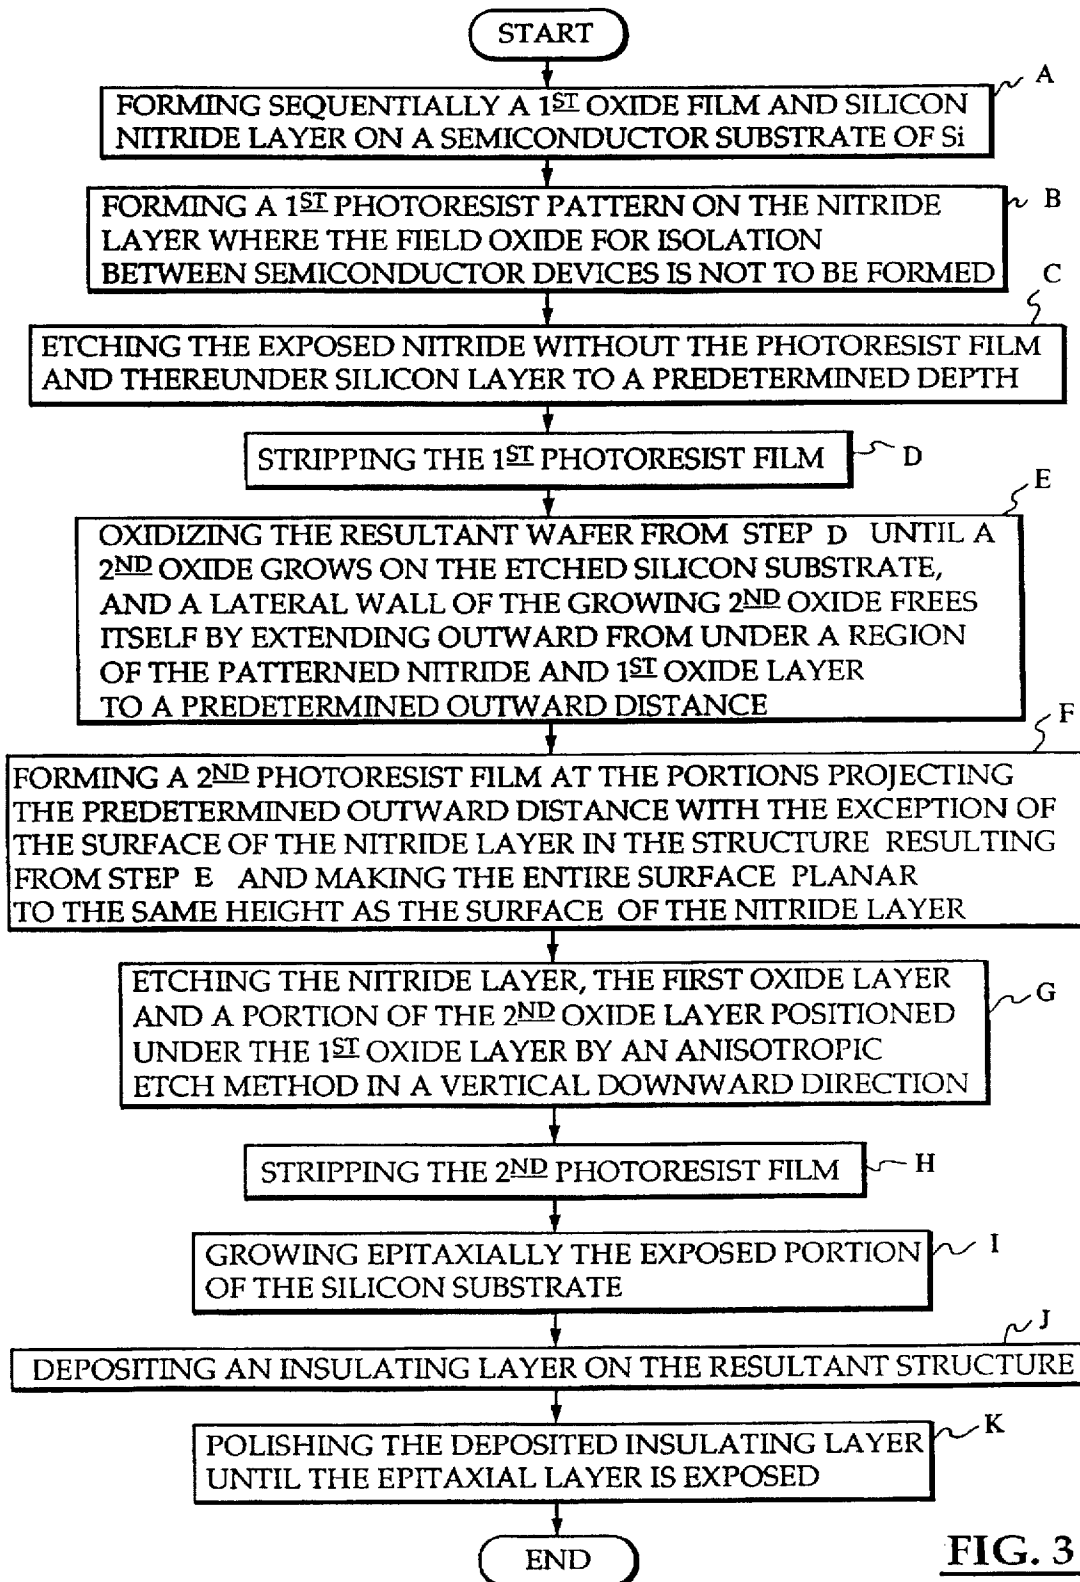 START
A
FORMING SEQUENTIALLY A 1ST OXIDE FILM AND SILICON
NITRIDE LAYER ON A SEMICONDUCTOR SUBSTRATE OF Si
B
FORMING A 1ST PHOTORESIST PATTERN ON THE NITRIDE
LAYER WHERE THE FIELD OXIDE FOR ISOLATION
BETWEEN SEMICONDUCTOR DEVICES IS NOT TO BE FORMED
C
ETCHING THE EXPOSED NITRIDE WITHOUT THE PHOTORESIST FILM
AND THEREUNDER SILICON LAYER TO A PREDETERMINED DEPTH
STRIPPING THE 1ST PHOTORESIST FILM
D
E
OXIDIZING THE RESULTANT WAFER FROM STEP D UNTIL A
2ND OXIDE GROWS ON THE ETCHED SILICON SUBSTRATE,
AND A LATERAL WALL OF THE GROWING 2ND OXIDE FREES
ITSELF BY EXTENDING OUTWARD FROM UNDER A REGION
OF THE PATTERNED NITRIDE AND 1ST OXIDE LAYER
TO A PREDETERMINED OUTWARD DISTANCE
F
FORMING A 2ND PHOTORESIST FILM AT THE PORTIONS PROJECTING
THE PREDETERMINED OUTWARD DISTANCE WITH THE EXCEPTION OF
THE SURFACE OF THE NITRIDE LAYER IN THE STRUCTURE RESULTING
FROM STEP E AND MAKING THE ENTIRE SURFACE PLANAR
TO THE SAME HEIGHT AS THE SURFACE OF THE NITRIDE LAYER
G
ETCHING THE NITRIDE LAYER, THE FIRST OXIDE LAYER
AND A PORTION OF THE 2ND OXIDE LAYER POSITIONED
UNDER THE 1ST OXIDE LAYER BY AN ANISOTROPIC
ETCH METHOD IN A VERTICAL DOWNWARD DIRECTION
STRIPPING THE 2ND PHOTORESIST FILM
H
GROWING EPITAXIALLY THE EXPOSED PORTION
OF THE SILICON SUBSTRATE
I
J
DEPOSITING AN INSULATING LAYER ON THE RESULTANT STRUCTURE
K
POLISHING THE DEPOSITED INSULATING LAYER
UNTIL THE EPITAXIAL LAYER IS EXPOSED
END
FIG. 3